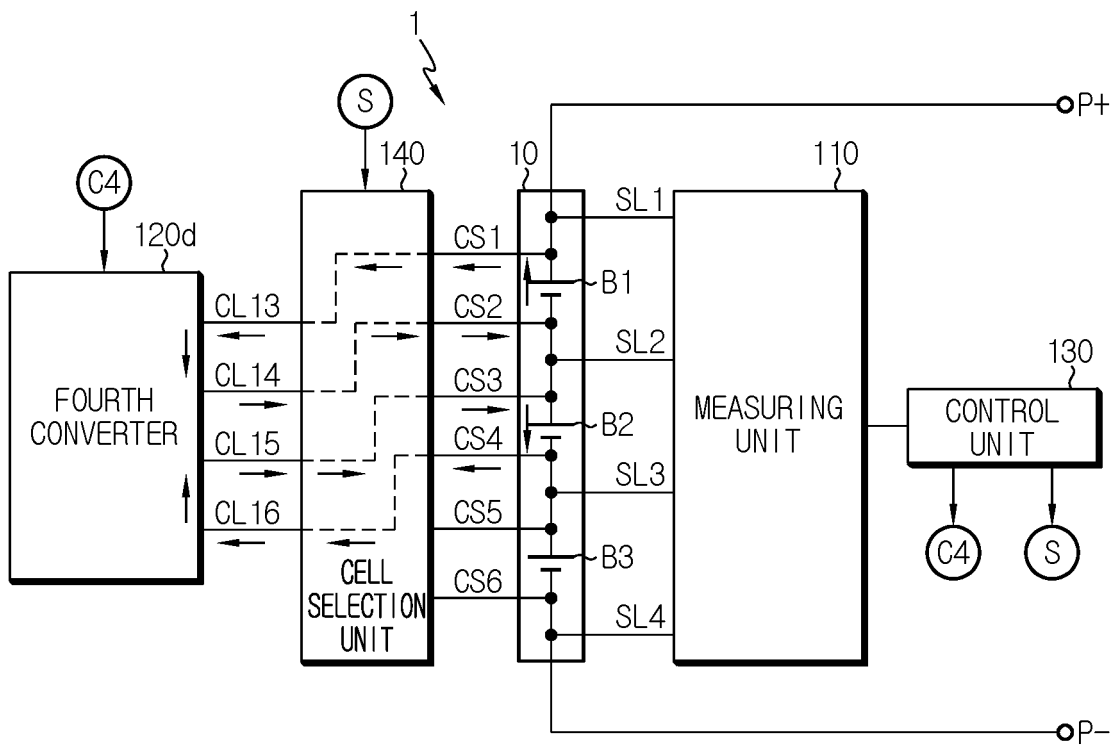 1
P+
S
140
10
110
C4
SL1
120d
CS1
B1
CL13
CS2
SL2
130
CL14
CS3
FOURTH
CONVERTER
MEASURING
UNIT
CONTROL
UNIT
B2
CL15
CS4
SL3
CL16
CS5
B3
C4
S
CELL
SELECTION
UNIT
CS6
SL4
P-